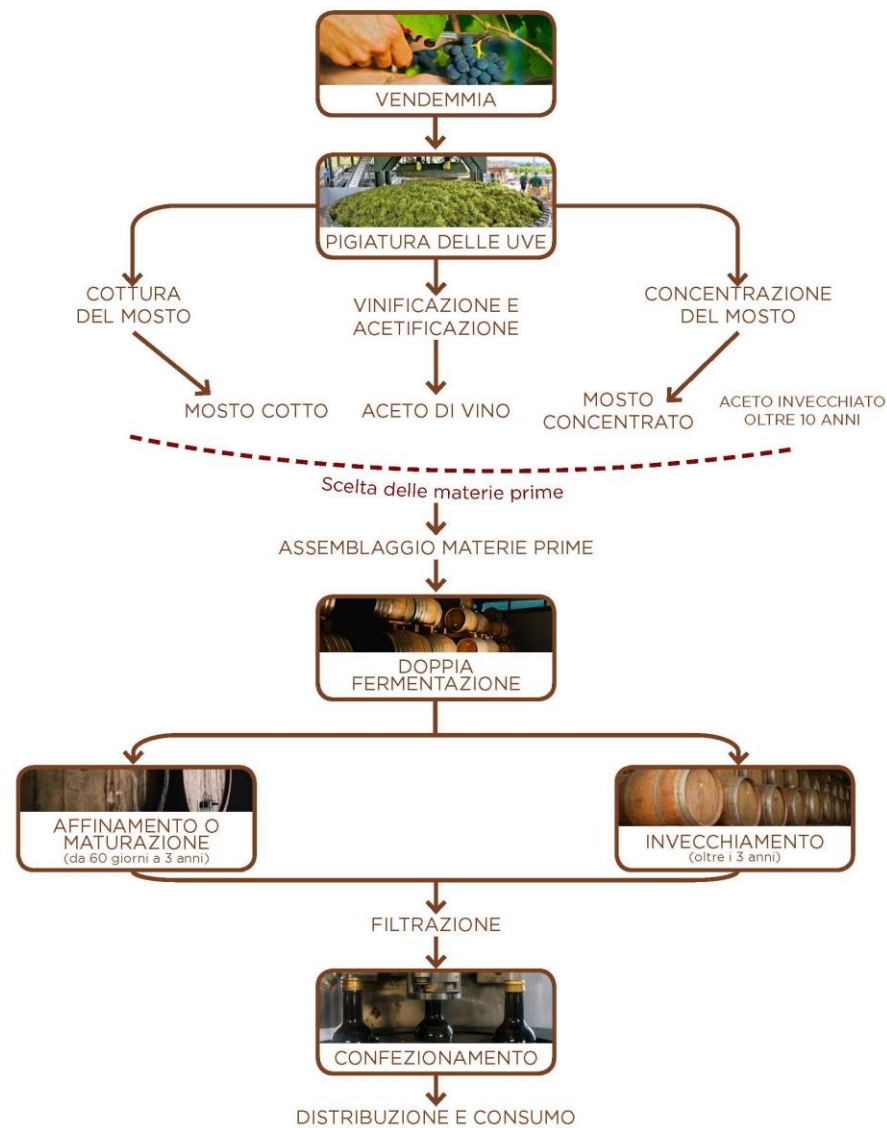 VENDEMMIA
PIGIATURA DELLE UVE
COTTURA
DEL MOSTO
VINIFICAZIONE E
ACETIFICAZIONE
CONCENTRAZIONE
DEL MOSTO
MOSTO COTTO
ACETO DI VINO
MOSTO
CONCENTRATO
ACETO INVECCHIATO
OLTRE 10 ANNI
Scelta delle materie prime
ASSEMBLAGGIO MATERIE PRIME
DOPPIA
FERMENTAZIONE
AFFINAMENTO O
MATURAZIONE
(da 60 giorni a 3 anni)
INVECCHIAMENTO
(oltre i 3 anni)
FILTRAZIONE
CONFEZIONAMENTO
DISTRIBUZIONE E CONSUMO